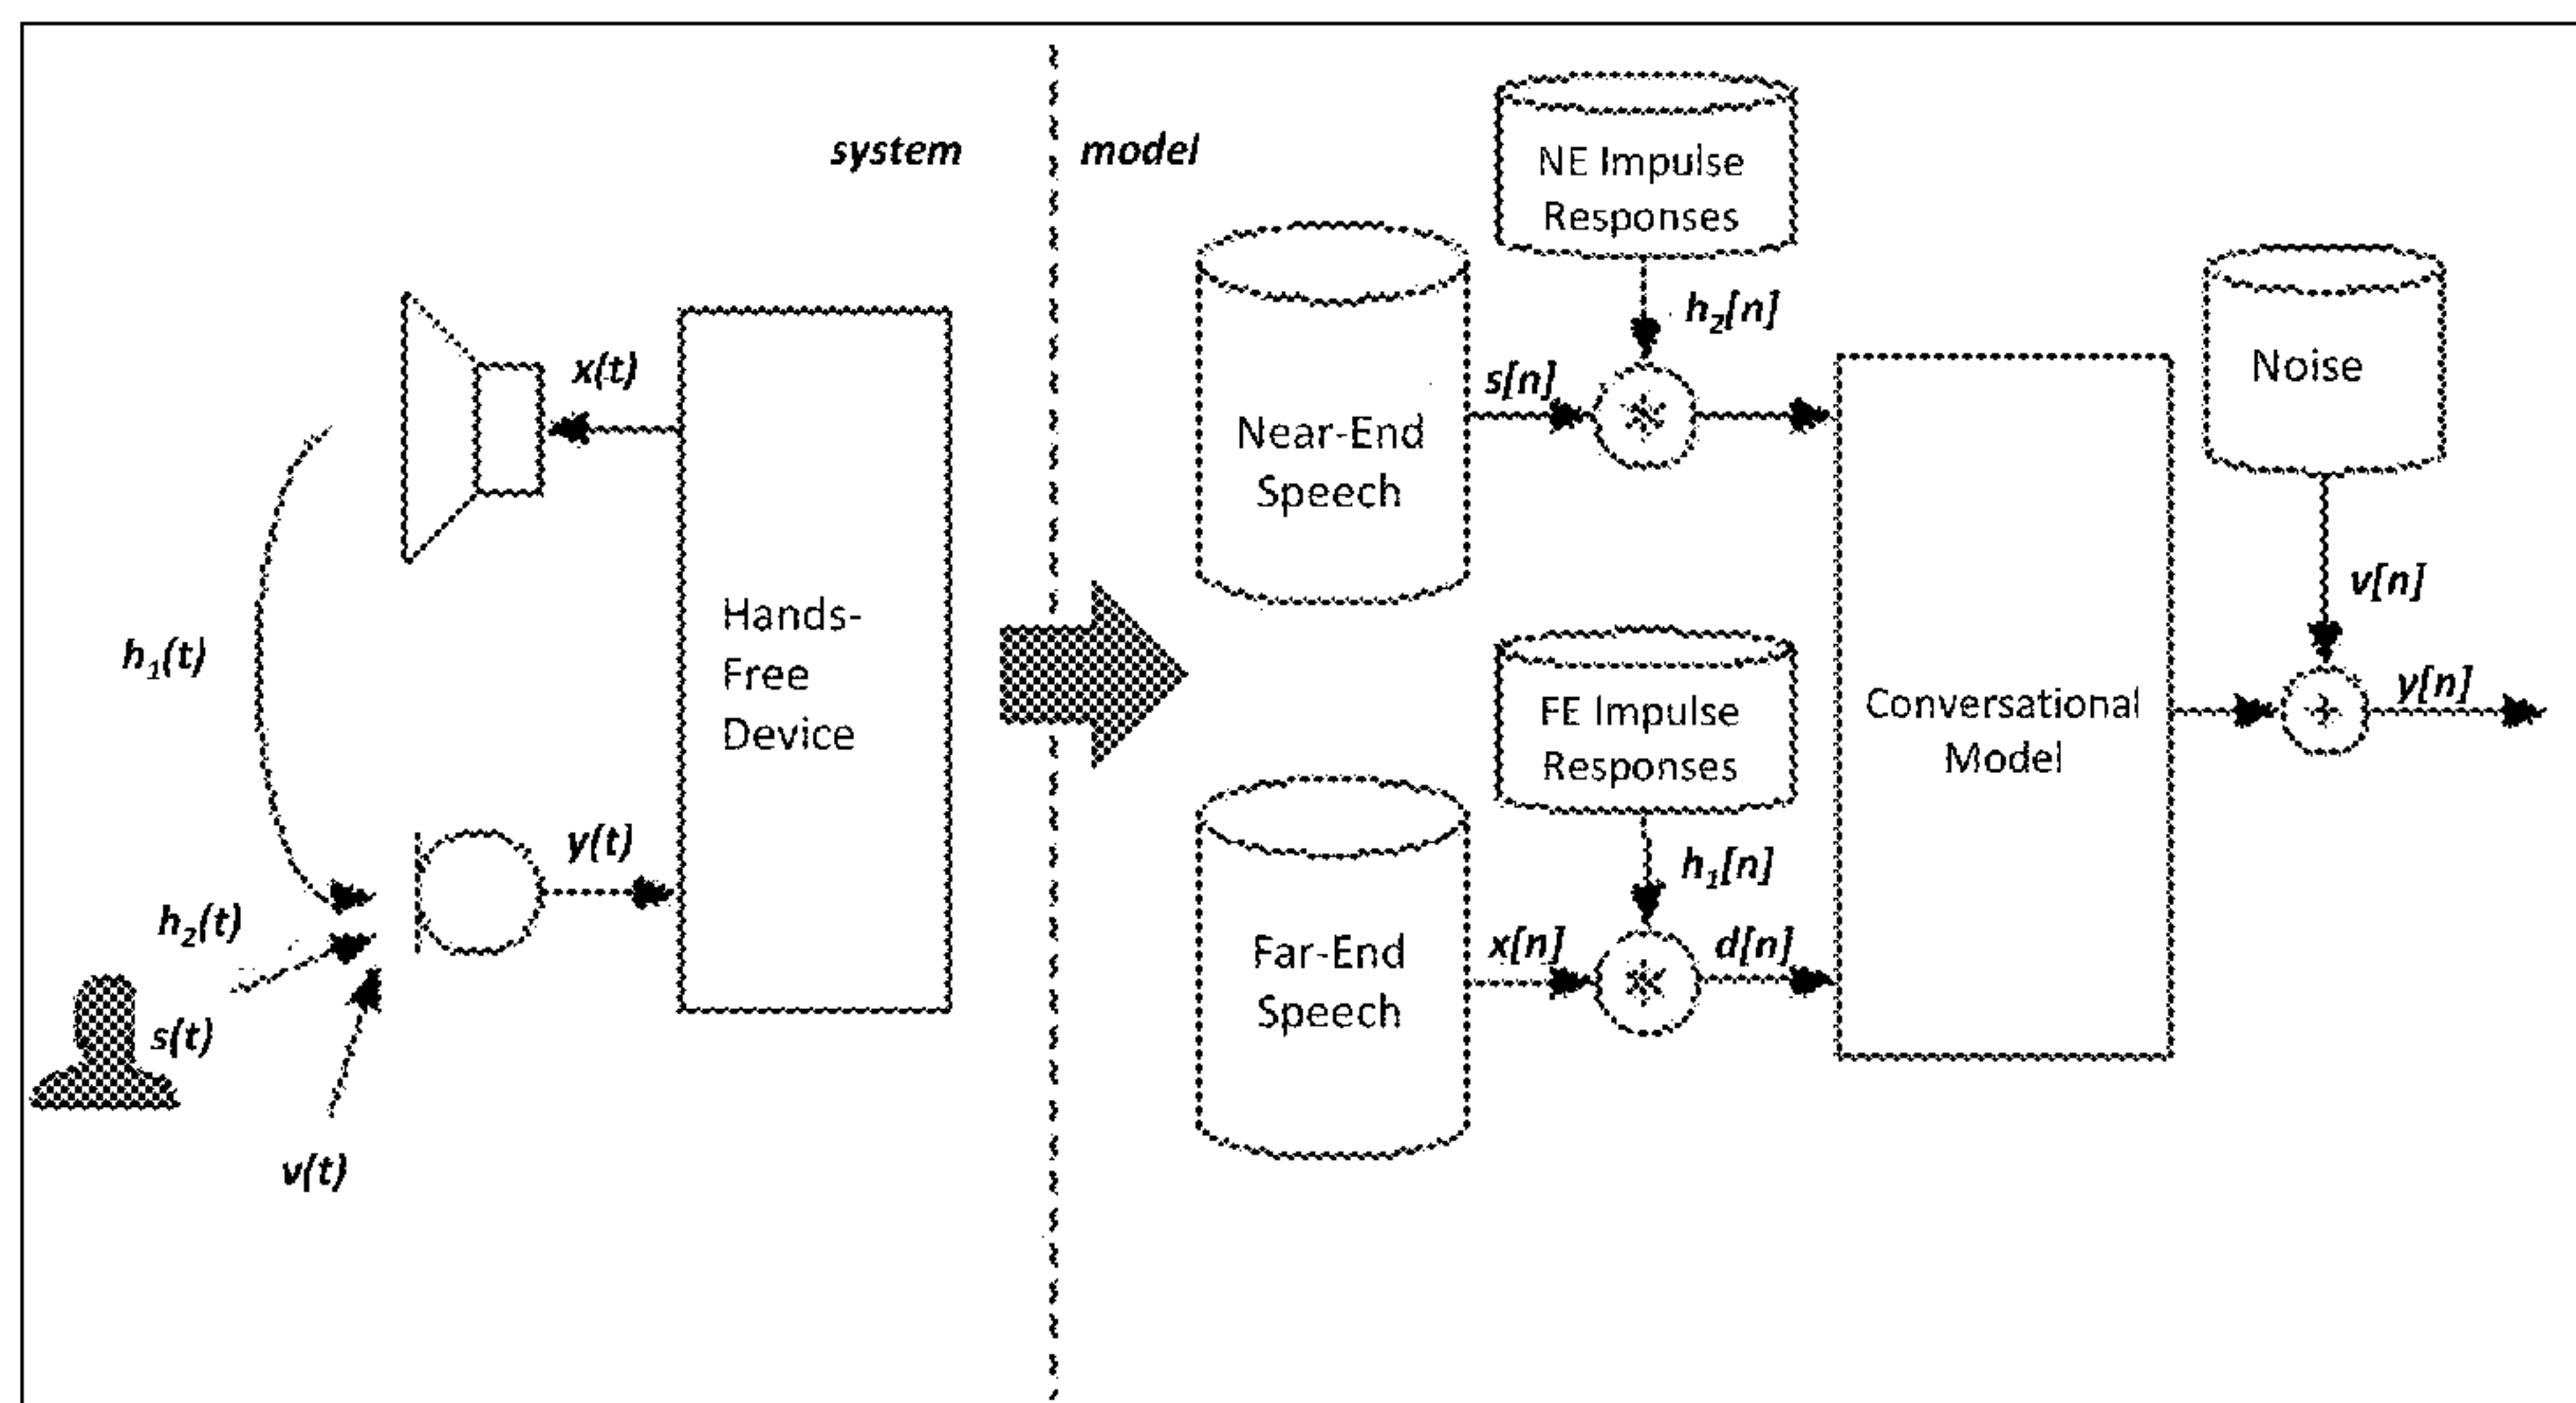 system
model
x(t)
h₁(t)
Hands-
Free
Device
y(t)
h₂(t)
s(t)
v(t)
NE Impulse
Responses
h₂[n]
Near-End
Speech
s[n]
*
Noise
v[n]
FE Impulse
Responses
h₁[n]
Far-End
Speech
x[n]
*
d[n]
Conversational
Model
+
y[n]